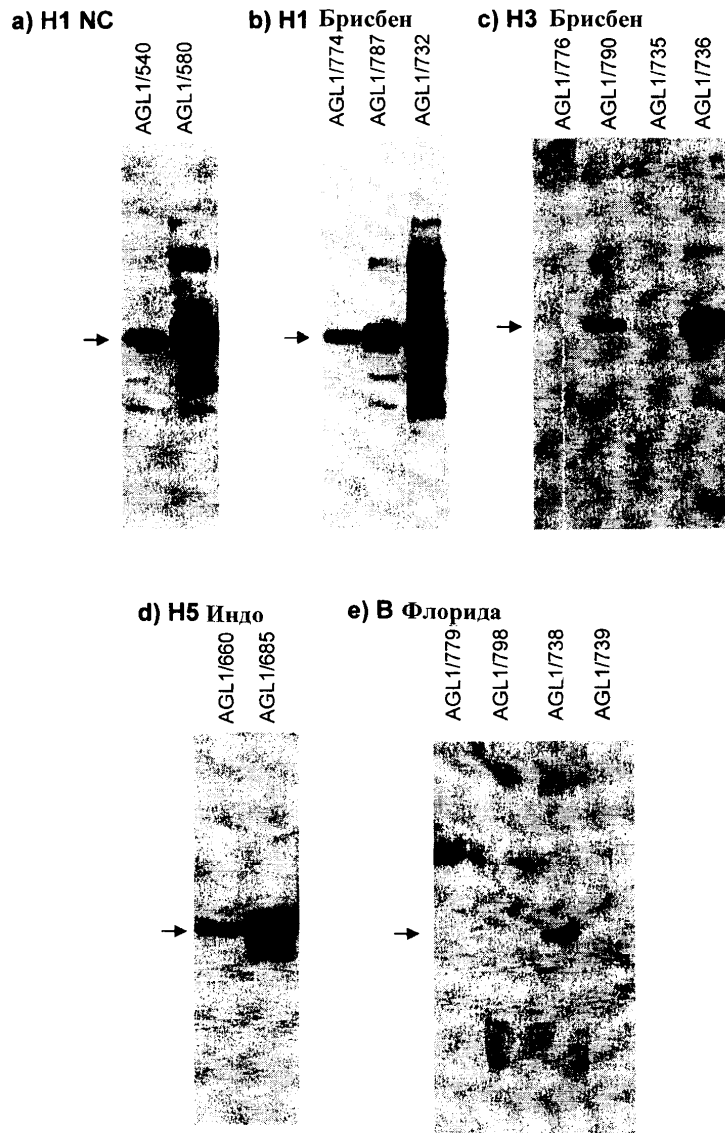 a) H1 NC
AGL1/540
AGL1/580
b) H1 Брисбен
AGL1/774
AGL1/787
AGL1/732
c) H3 Брисбен
AGL1/776
AGL1/790
AGL1/735
AGL1/736
d) H5 Индо
AGL1/660
AGL1/685
e) B Флорида
AGL1/779
AGL1/798
AGL1/738
AGL1/739